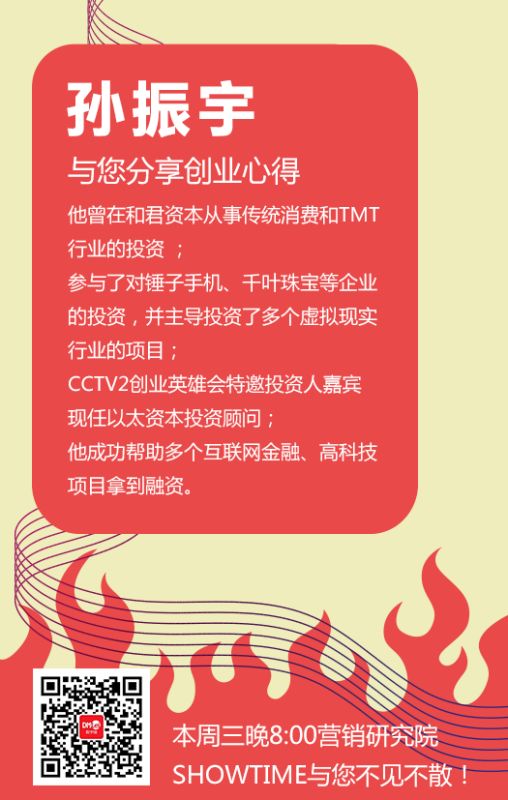 孙振宇
与您分享创业心得
他曾在和君资本从事传统消费和TMT
行业的投资 ；
参与了对锤子手机、千叶珠宝等企业
的投资，并主导投资了多个虚拟现实
行业的项目；
CCTV2创业英雄会特邀投资人嘉宾
现任以太资本投资顾问；
他成功帮助多个互联网金融、高科技
项目拿到融资。
本周三晚8:00营销研究院
SHOWTIME与您不见不散！